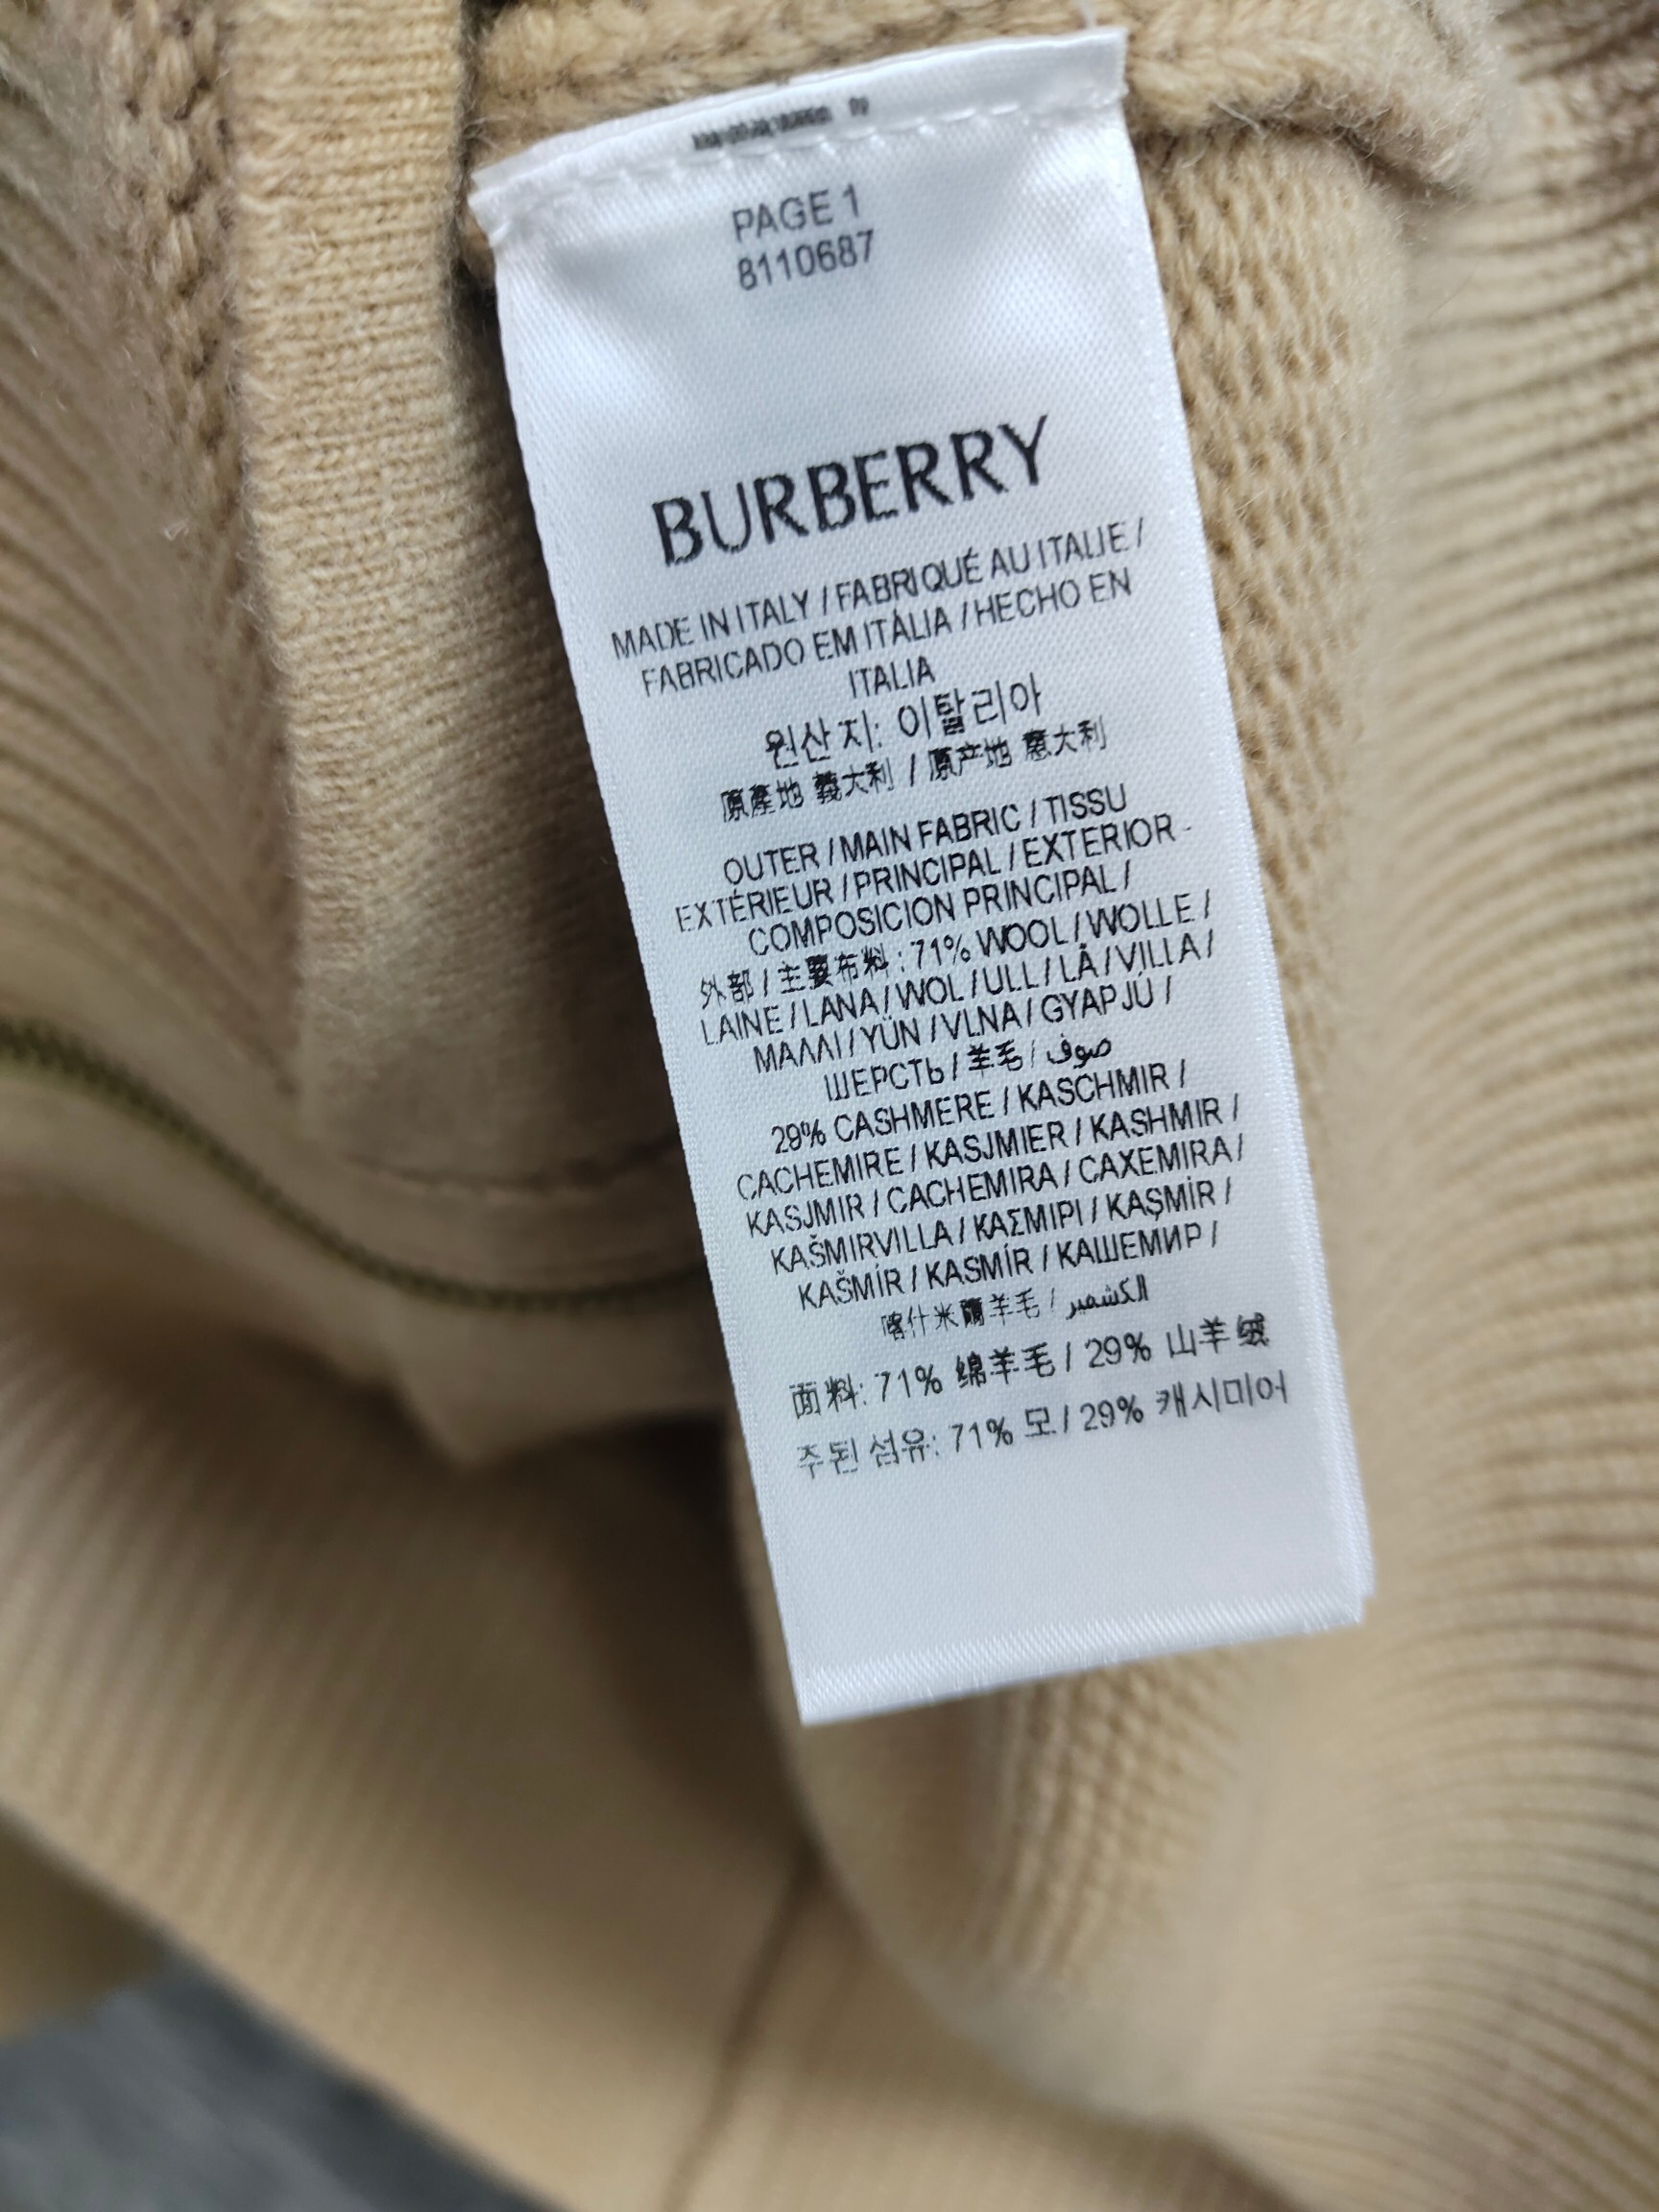 PAGE 1
8110687
BURBERRY
MADE IN ITALY / FABRIQUÉ AU ITALIE /
FABRICADO EM ITÀLIA / HECHO EN
ITALIA
원산지: 이탈리아
原產地 義大利 / 原产地 意大利
OUTER / MAIN FABRIC / TISSU
EXTÉRIEUR / PRINCIPAL / EXTERIOR -
COMPOSICION PRINCIPAL /
外部 / 主要布料 : 71% WOOL / WOLLE /
LAINE / LANA / WOL / ULL / LÃ / VILLA /
ΜΑΛΛΙ / YÜN / VLNA / GYAPJÚ /
ШЕРСТЬ / 羊毛 / صوف
29% CASHMERE / KASCHMIR /
CACHEMIRE / KASJMIER / KASHMIR /
KASJMIR / CACHEMIRA / CAXEMIRA /
KAŠMIRVILLA / ΚΑΣΜΙΡΙ / KAŞMİR /
KAŠMÍR / KASMÍR / КАШЕМИР /
喀什米爾羊毛 / الكشمير
面料: 71% 绵羊毛 / 29% 山羊绒
주된 섬유: 71% 모 / 29% 캐시미어